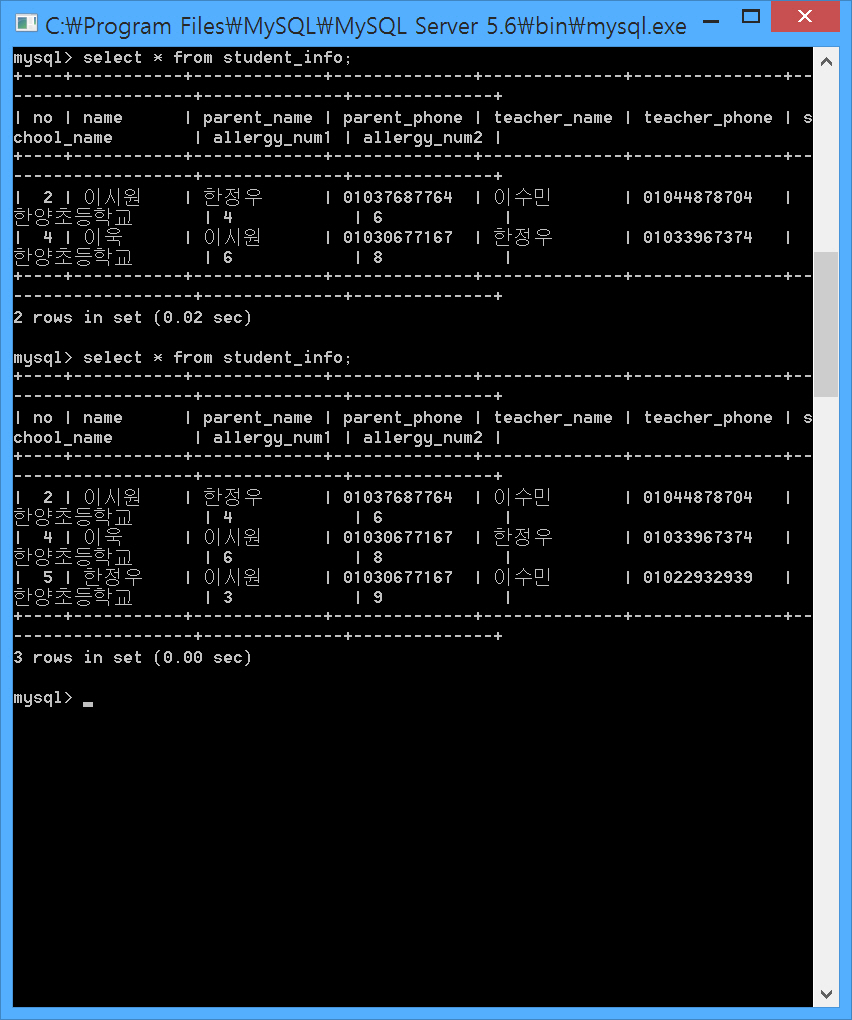 C:₩Program Files₩MySQL₩MySQL Server 5.6₩bin₩mysql.exe
mysql> select * from student_info;
+----+-----------+-------------+--------------+--------------+---------------+--
------------------+--------------+--------------+
| no | name      | parent_name | parent_phone | teacher_name | teacher_phone | s
chool_name        | allergy_num1 | allergy_num2 |
+----+-----------+-------------+--------------+--------------+---------------+--
------------------+--------------+--------------+
|  2 | 이시원    | 한정우      | 01037687764  | 이수민       | 01044878704   |
한양초등학교       | 4            | 6            |
|  4 | 이욱      | 이시원      | 01030677167  | 한정우       | 01033967374   |
한양초등학교       | 6            | 8            |
+----+-----------+-------------+--------------+--------------+---------------+--
------------------+--------------+--------------+
2 rows in set (0.02 sec)
mysql> select * from student_info;
+----+-----------+-------------+--------------+--------------+---------------+--
------------------+--------------+--------------+
| no | name      | parent_name | parent_phone | teacher_name | teacher_phone | s
chool_name        | allergy_num1 | allergy_num2 |
+----+-----------+-------------+--------------+--------------+---------------+--
------------------+--------------+--------------+
|  2 | 이시원    | 한정우      | 01037687764  | 이수민       | 01044878704   |
한양초등학교       | 4            | 6            |
|  4 | 이욱      | 이시원      | 01030677167  | 한정우       | 01033967374   |
한양초등학교       | 6            | 8            |
|  5 | 한정우    | 이시원      | 01030677167  | 이수민       | 01022932939   |
한양초등학교       | 3            | 9            |
+----+-----------+-------------+--------------+--------------+---------------+--
------------------+--------------+--------------+
3 rows in set (0.00 sec)
mysql> _